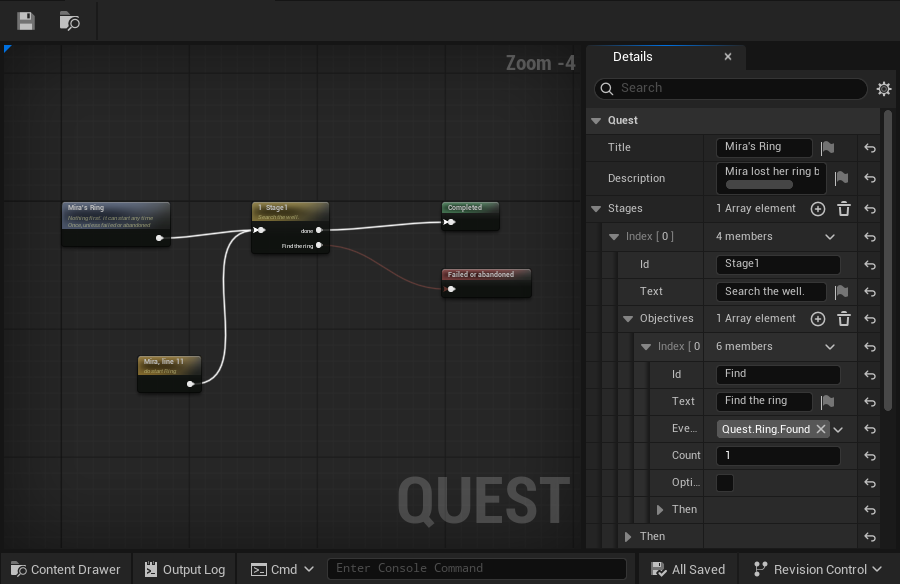 Zoom -4
Mira's Ring
Nothing first, it can start any time
Once, unless failed or abandoned
1 Stage1
Search the well.
done
Find the ring
Completed
Failed or abandoned
Mira, line 11
QUEST
Details
Search
Quest
Title
Mira's Ring
Description
Mira lost her ring b
Stages
1 Array element
Index [ 0 ]
4 members
Id
Stage1
Text
Search the well.
Objectives
1 Array element
Index [ 0
6 members
Id
Find
Text
Find the ring
Eve...
Quest.Ring.Found
Count
1
Opti...
Then
Then
Content Drawer
Output Log
Cmd
Enter Console Command
All Saved
Revision Control